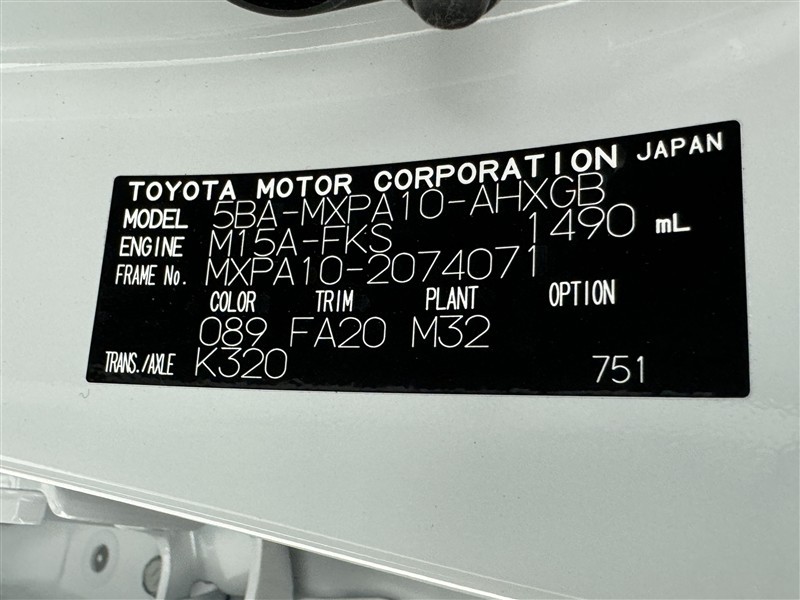 TOYOTA MOTOR CORPORATION JAPAN
MODEL 5BA-MXPA10-AHXGB
ENGINE M15A-FKS 1490 mL
FRAME No. MXPA10-2074071
COLOR TRIM PLANT OPTION
089 FA20 M32
TRANS./AXLE K320 751